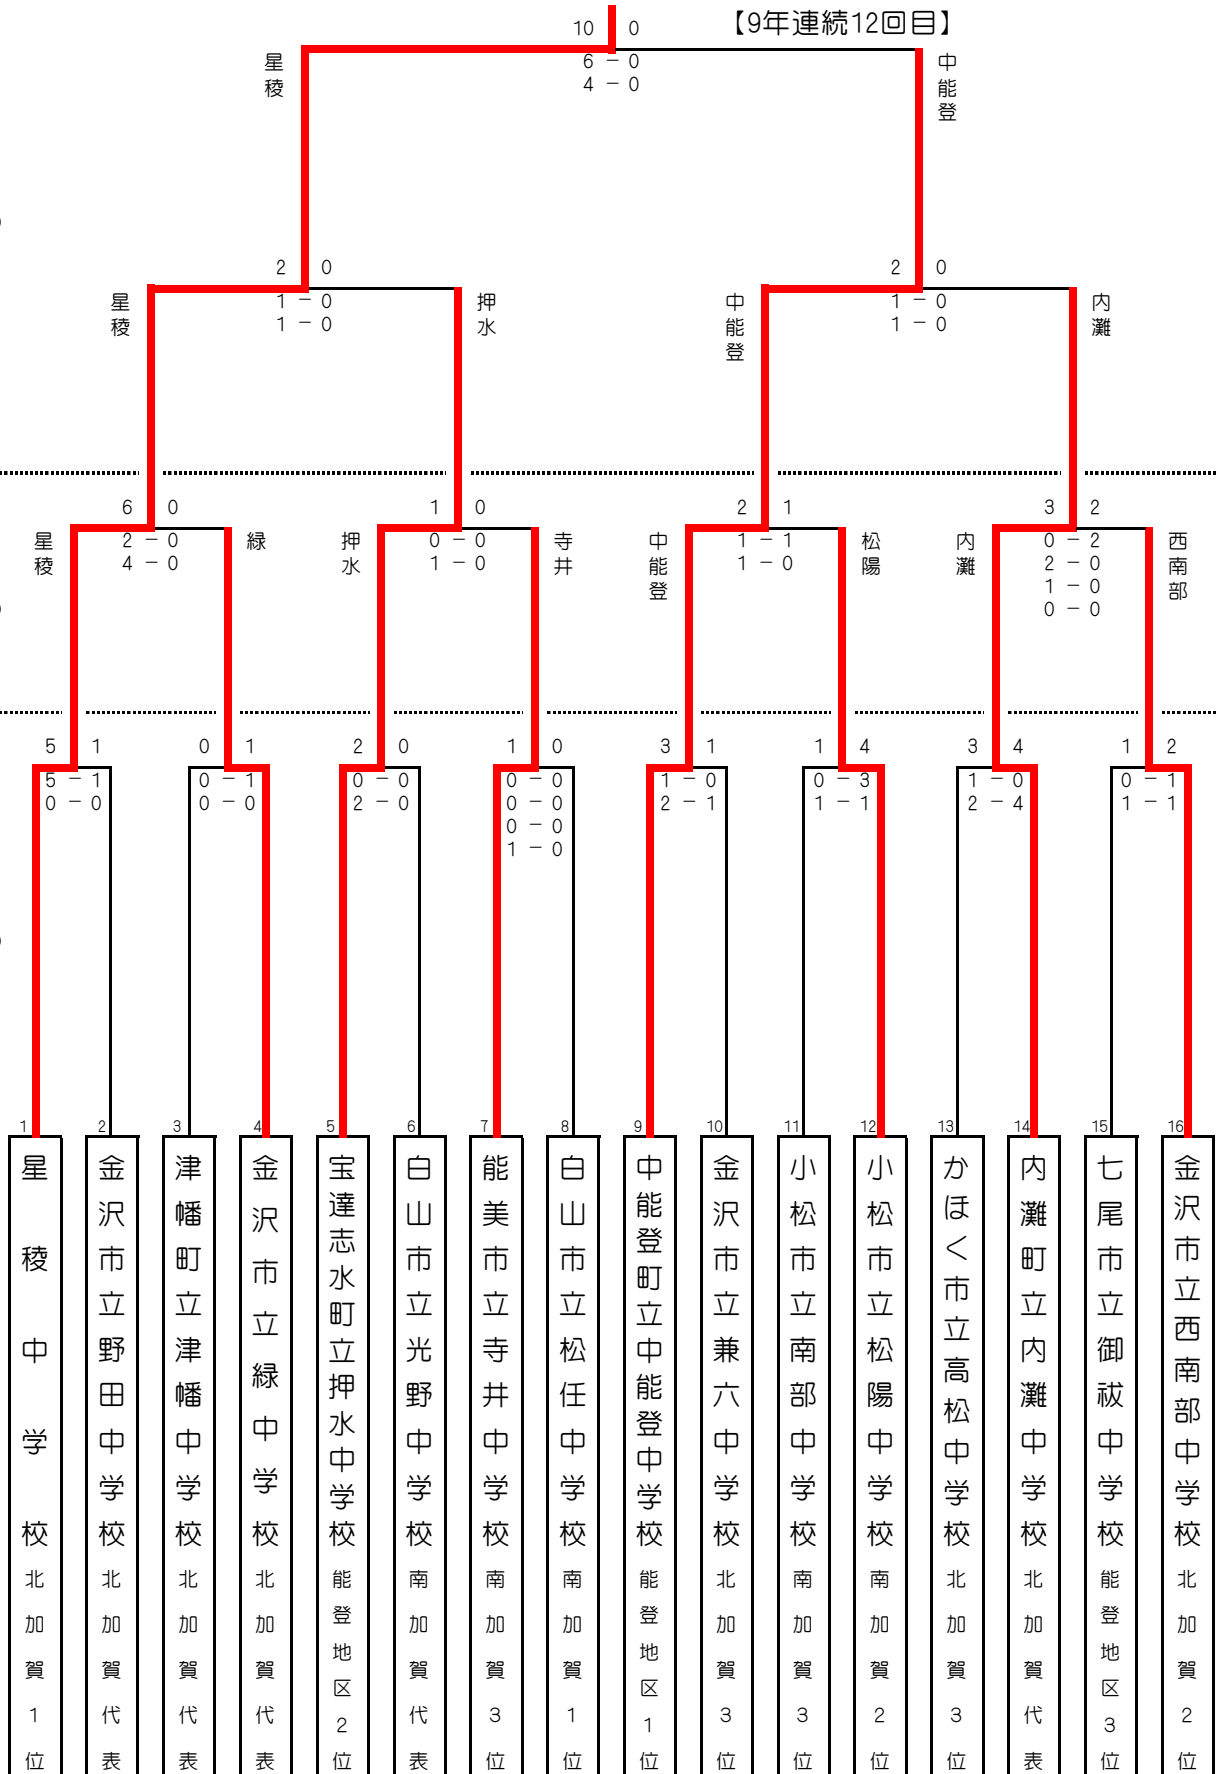 【9年連続12回目】
10 0
6 - 0
4 - 0
星稜
中能登
2 0
1 - 0
1 - 0
星稜
押水
2 0
1 - 0
1 - 0
中能登
内灘
6 0
2 - 0
4 - 0
星稜
緑
1 0
0 - 0
1 - 0
押水
寺井
2 1
1 - 1
1 - 0
中能登
松陽
3 2
0 - 2
2 - 0
1 - 0
0 - 0
内灘
西南部
5 1
5 - 1
0 - 0
0 1
0 - 1
0 - 0
2 0
0 - 0
2 - 0
1 0
0 - 0
0 - 0
0 - 0
1 - 0
3 1
1 - 0
2 - 1
1 4
0 - 3
1 - 1
3 4
1 - 0
2 - 4
1 2
0 - 1
1 - 1
1
星稜中学校 北加賀1位
2
金沢市立野田中学校 北加賀代表
3
津幡町立津幡中学校 北加賀代表
4
金沢市立緑中学校 北加賀代表
5
宝達志水町立押水中学校 能登地区2位
6
白山市立光野中学校 南加賀代表
7
能美市立寺井中学校 南加賀3位
8
白山市立松任中学校 南加賀1位
9
中能登町立中能登中学校 能登地区1位
10
金沢市立兼六中学校 北加賀3位
11
小松市立南部中学校 南加賀3位
12
小松市立松陽中学校 南加賀2位
13
かほく市立高松中学校 北加賀3位
14
内灘町立内灘中学校 北加賀代表
15
七尾市立御祓中学校 能登地区3位
16
金沢市立西南部中学校 北加賀2位